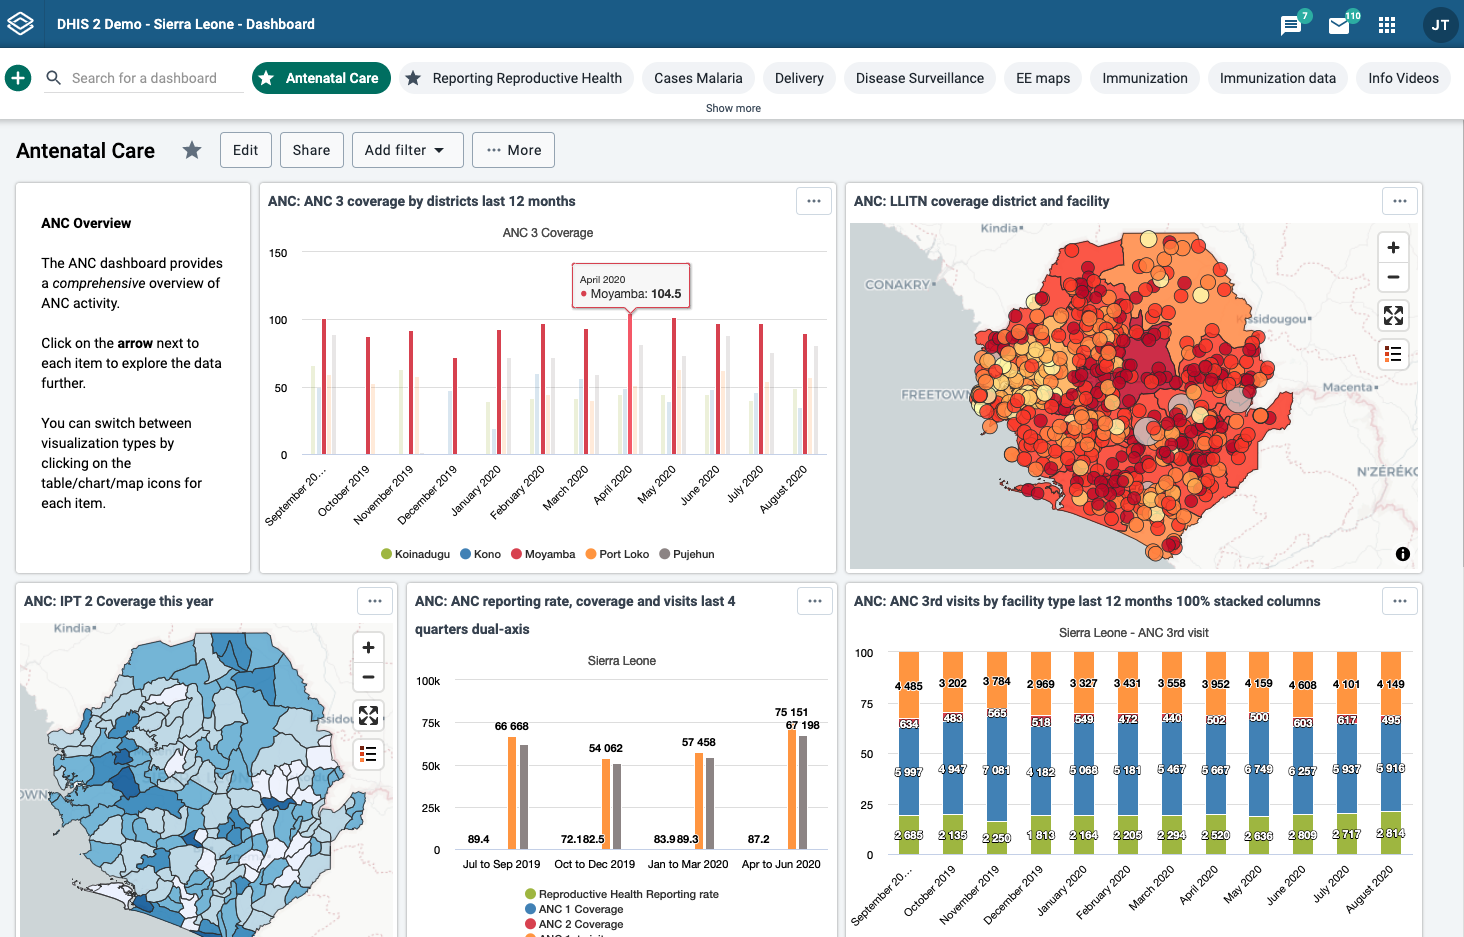 DHIS 2 Demo - Sierra Leone - Dashboard
7
110
JT
Search for a dashboard
Antenatal Care
Reporting Reproductive Health
Cases Malaria
Delivery
Disease Surveillance
EE maps
Immunization
Immunization data
Info Videos
Show more
Antenatal Care
Edit
Share
Add filter
More
ANC Overview
The ANC dashboard provides
a comprehensive overview of
ANC activity.
Click on the arrow next to
each item to explore the data
further.
You can switch between
visualization types by
clicking on the
table/chart/map icons for
each item.
ANC: ANC 3 coverage by districts last 12 months
ANC 3 Coverage
150
100
50
0
April 2020
Moyamba: 104.5
September 20...
October 2019
November 2019
December 2019
January 2020
February 2020
March 2020
April 2020
May 2020
June 2020
July 2020
August 2020
Koinadugu
Kono
Moyamba
Port Loko
Pujehun
ANC: LLITN coverage district and facility
Kindia
CONAKRY
FREETOWN
ssidougou
Macenta
N'ZÉRÉKO
ANC: IPT 2 Coverage this year
Kindia
ssidou
OWN
ANC: ANC reporting rate, coverage and visits last 4
quarters dual-axis
Sierra Leone
100k
75k
50k
25k
0
66 668
54 062
57 458
75 151
67 198
89.4
72.1
82.5
83.9
89.3
87.2
Jul to Sep 2019
Oct to Dec 2019
Jan to Mar 2020
Apr to Jun 2020
Reproductive Health Reporting rate
ANC 1 Coverage
ANC 2 Coverage
ANC: ANC 3rd visits by facility type last 12 months 100% stacked columns
Sierra Leone - ANC 3rd visit
100
75
50
25
0
4 485 3 202 3 784 2 969 3 327 3 431 3 558 3 952 4 159 4 608 4 101 4 149
634 483 565 518 549 472 440 502 500 603 617 495
5 997 4 947 7 081 4 182 5 068 5 181 5 467 5 667 6 749 6 257 5 937 5 916
2 685 2 135 2 250 1 813 2 164 2 205 2 294 2 520 2 636 2 809 2 717 2 814
September 20...
October 2019
November 2019
December 2019
January 2020
February 2020
March 2020
April 2020
May 2020
June 2020
July 2020
August 2020